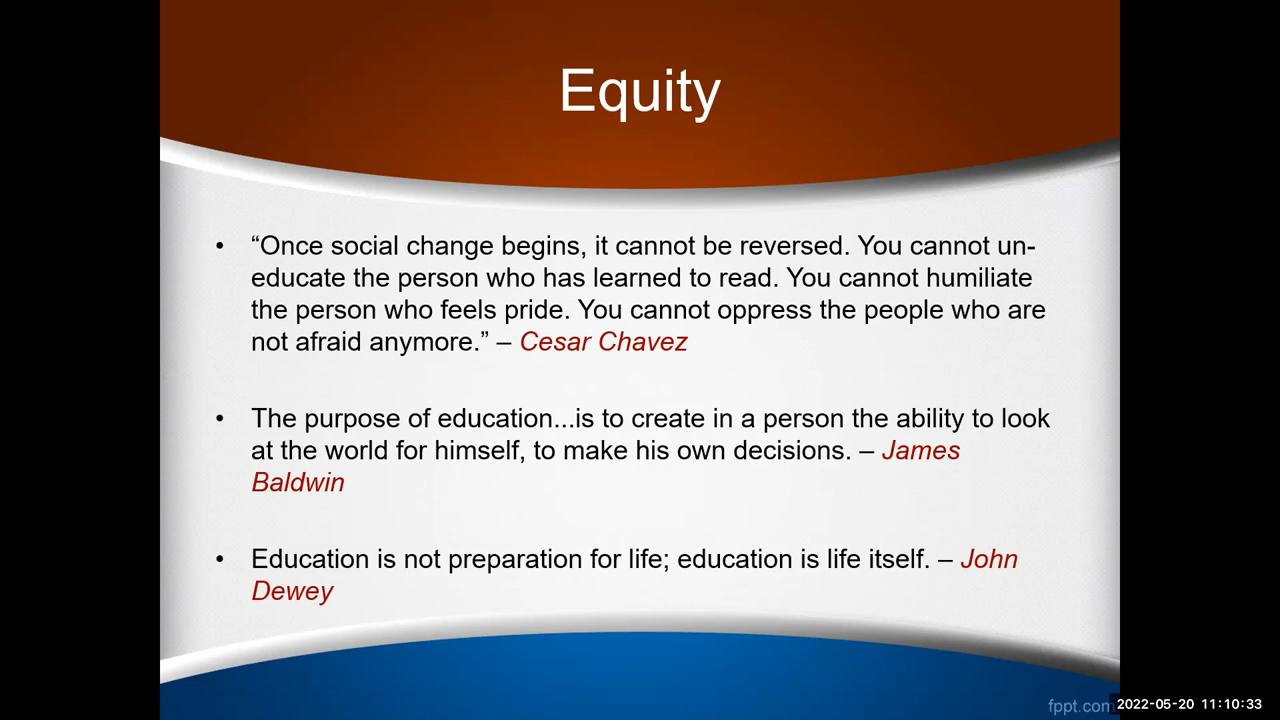 Equity
• “Once social change begins, it cannot be reversed. You cannot un-
educate the person who has learned to read. You cannot humiliate
the person who feels pride. You cannot oppress the people who are
not afraid anymore.” – Cesar Chavez
• The purpose of education...is to create in a person the ability to look
at the world for himself, to make his own decisions. – James
Baldwin
• Education is not preparation for life; education is life itself. – John
Dewey
fppt.com
2022-05-20 11:10:33